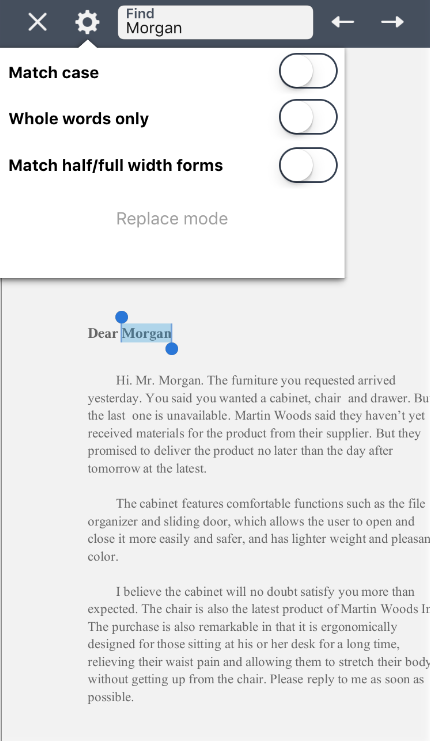 Find
Morgan
Match case
Whole words only
Match half/full width forms
Replace mode
Dear Morgan
Hi. Mr. Morgan. The furniture you requested arrived
yesterday. You said you wanted a cabinet, chair  and drawer. Bu
the last  one is unavailable. Martin Woods said they haven't yet
received materials for the product from their supplier. But they
promised to deliver the product no later than the day after
tomorrow at the latest.
The cabinet features comfortable functions such as the file
organizer and sliding door, which allows the user to open and
close it more easily and safer, and has lighter weight and pleasan
color.
I believe the cabinet will no doubt satisfy you more than
expected. The chair is also the latest product of Martin Woods In
The purchase is also remarkable in that it is ergonomically
designed for those sitting at his or her desk for a long time,
relieving their waist pain and allowing them to stretch their body
without getting up from the chair. Please reply to me as soon as
possible.